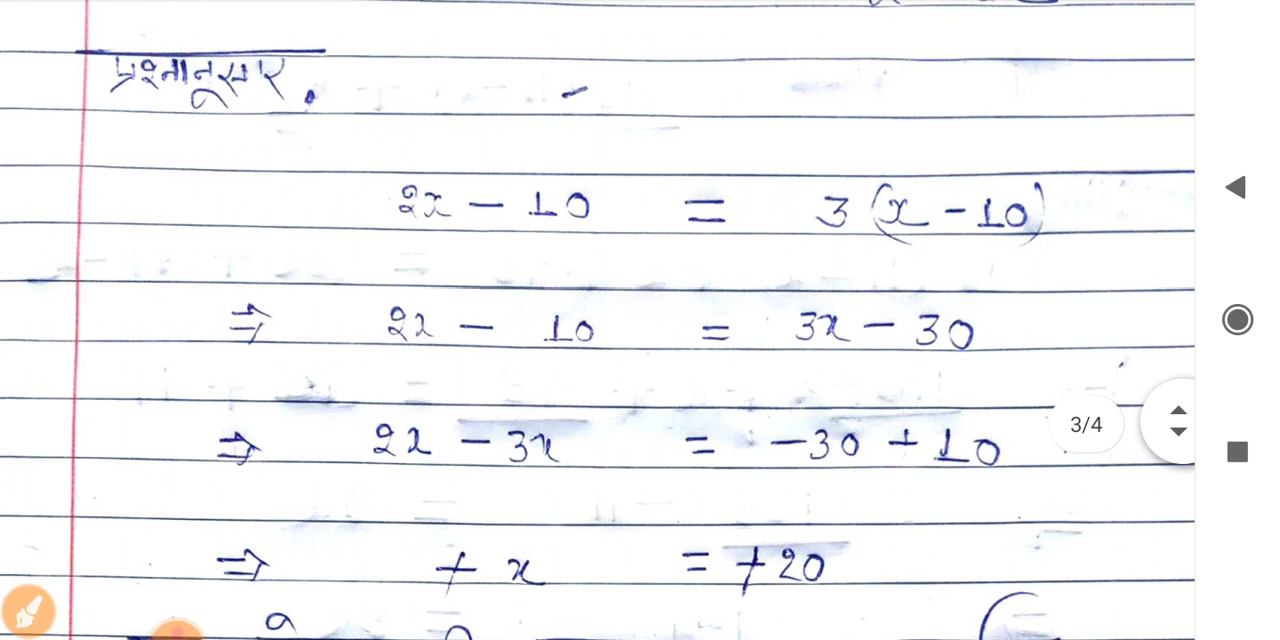 प्रश्नानुसार.
2x - 10 = 3(x - 10)
⇒ 2x - 10 = 3x - 30
⇒ 2x - 3x = -30 + 10
3/4
⇒ +x = +20